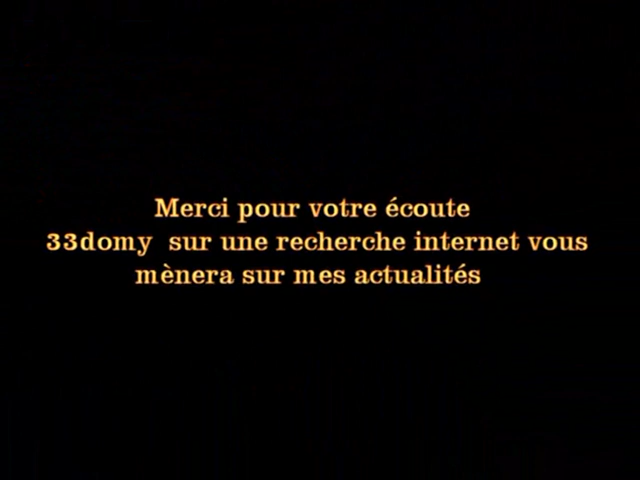 Merci pour votre écoute
33domy  sur une recherche internet vous
mènera sur mes actualités